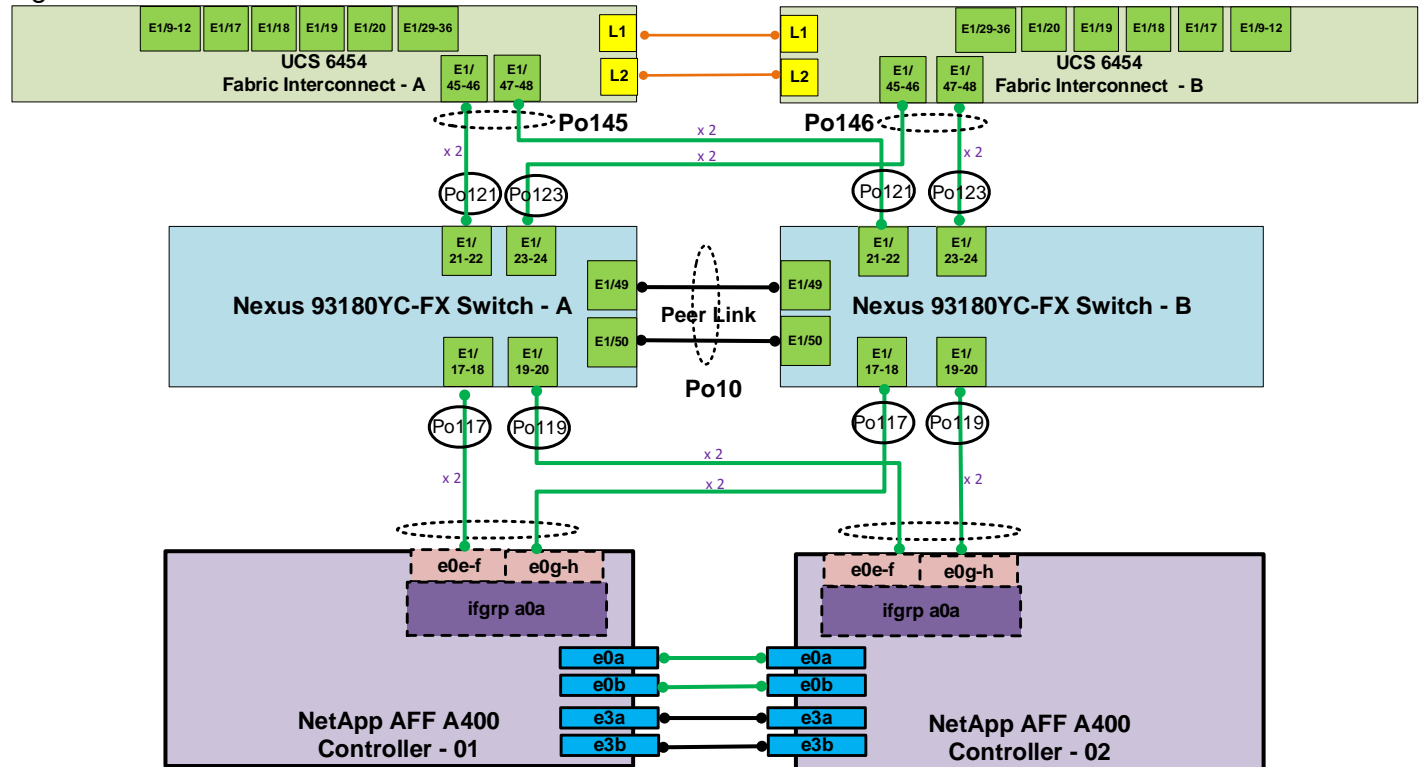 E1/9-12 E1/17 E1/18 E1/19 E1/20 E1/29-36
UCS 6454
Fabric Interconnect - A
E1/
45-46
E1/
47-48
L1
L2
L1
L2
E1/29-36 E1/20 E1/19 E1/18 E1/17 E1/9-12
UCS 6454
Fabric Interconnect - B
E1/
45-46
E1/
47-48
Po145
Po146
x 2
x 2
x 2
x 2
Po121
Po123
Po121
Po123
E1/
21-22
E1/
23-24
E1/
21-22
E1/
23-24
E1/49
E1/50
E1/49
E1/50
Nexus 93180YC-FX Switch - A
Peer Link
Nexus 93180YC-FX Switch - B
E1/
17-18
E1/
19-20
Po10
E1/
17-18
E1/
19-20
Po117
Po119
Po117
Po119
x 2
x 2
x 2
x 2
e0e-f
e0g-h
ifgrp a0a
e0e-f
e0g-h
ifgrp a0a
e0a
e0b
e3a
e3b
e0a
e0b
e3a
e3b
NetApp AFF A400
Controller - 01
NetApp AFF A400
Controller - 02